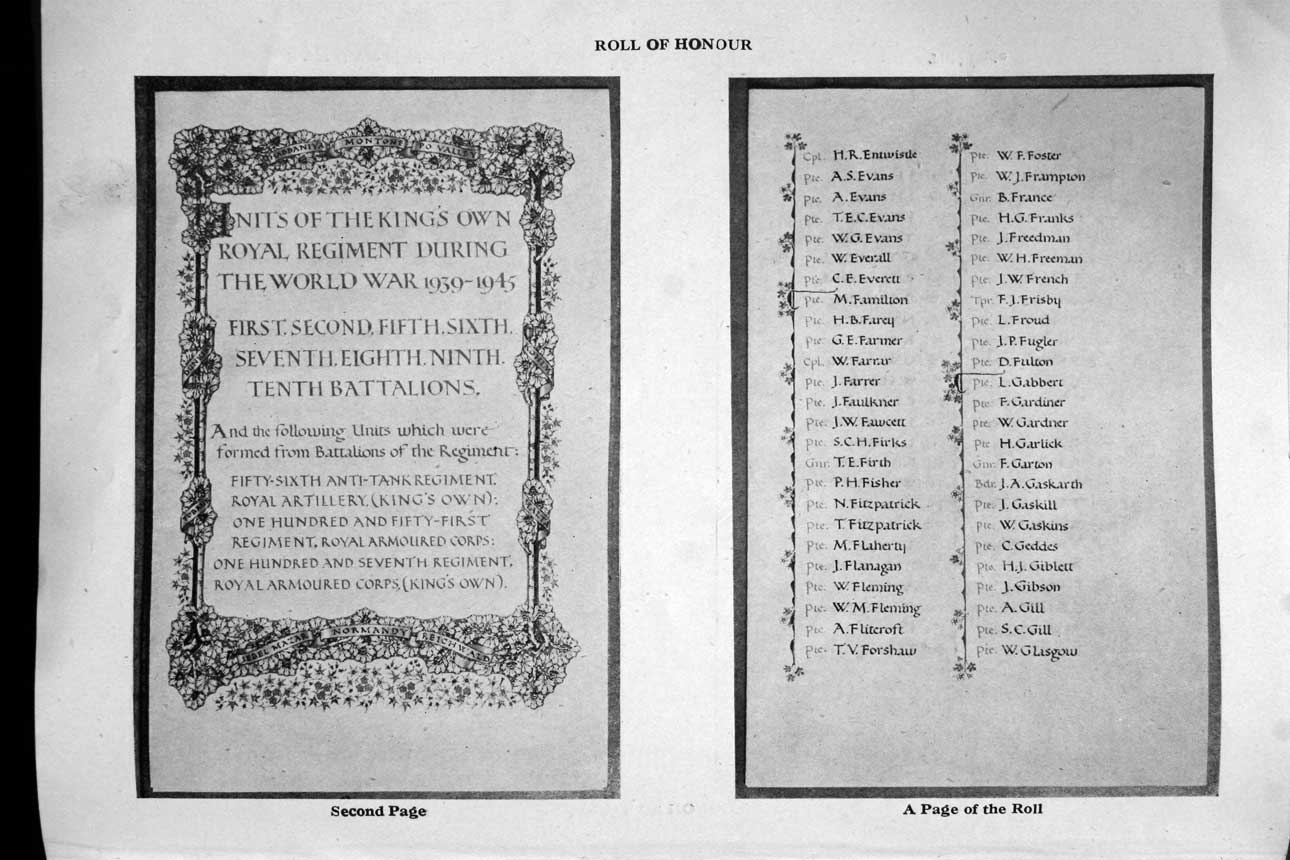 ROLL OF HONOUR
MONTONE PO VALLEY
UNITS OF THE KING'S OWN
ROYAL REGIMENT DURING
THE WORLD WAR 1939-1945
FIRST, SECOND, FIFTH, SIXTH,
SEVENTH, EIGHTH, NINTH,
TENTH BATTALIONS,
And the following Units which were
formed from Battalions of the Regiment:
FIFTY-SIXTH ANTI-TANK REGIMENT,
ROYAL ARTILLERY, (KING'S OWN):
ONE HUNDRED AND FIFTY-FIRST
REGIMENT, ROYAL ARMOURED CORPS:
ONE HUNDRED AND SEVENTH REGIMENT,
ROYAL ARMOURED CORPS, (KING'S OWN).
JEBEL MAZAR NORMANDY REICHWALD
Second Page
Cpl. H.R. Entwistle
Pte. A.S. Evans
Pte. A. Evans
Pte. T.E.C. Evans
Pte. W.G. Evans
Pte. W. Everall
Pte. C.E. Everett
Pte. M. Familton
Pte. H.B. Farey
Pte. G.E. Farmer
Cpl. W. Farrar
Pte. J. Farrer
Pte. J. Faulkner
Pte. J.W. Fawcett
Pte. S.C.H. Firks
Gnr. T.E. Firth
Pte. P.H. Fisher
Pte. N. Fitzpatrick
Pte. T. Fitzpatrick
Pte. M. Flaherty
Pte. J. Flanagan
Pte. W. Fleming
Pte. W.M. Fleming
Pte. A. Flitcroft
Pte. T.V. Forshaw
Pte. W.F. Foster
Pte. W.J. Frampton
Gnr. B. France
Pte. H.G. Franks
Pte. J. Freedman
Pte. W.H. Freeman
Pte. J.W. French
Tpr. F.J. Frisby
Pte. L. Froud
Pte. J.P. Fugler
Pte. D. Fulton
Pte. L. Gabbert
Pte. F. Gardiner
Pte. W. Gardner
Pte. H. Garlick
Gnr. F. Garton
Bdr. J.A. Gaskarth
Pte. J. Gaskill
Pte. W. Gaskins
Pte. C. Geddes
Pte. H.J. Giblett
Pte. J. Gibson
Pte. A. Gill
Pte. S.C. Gill
Pte. W. Glasgow
A Page of the Roll